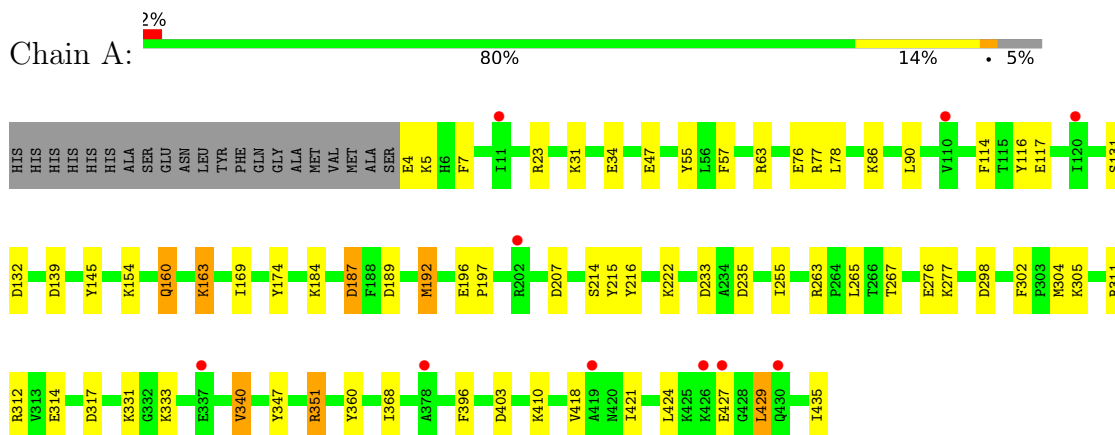 2%
Chain A:
80% 14% • 5%
HIS HIS HIS HIS HIS HIS ALA SER GLU ASN LEU TYR PHE GLN GLY ALA MET VAL MET ALA SER E4 K5 H6 F7 I11 R23 K31 E34 E47 Y55 L56 F57 R63 E76 R77 L78 K86 L90 V110 F114 T115 Y116 E117 I120 S131
D132 D139 Y145 K154 Q160 K163 I169 Y174 K184 D187 F188 D189 M192 E196 P197 R202 D207 S214 Y215 Y216 K222 D233 A234 D235 I255 R263 P264 L265 T266 T267 E276 K277 D298 F302 P303 M304 K305 R311
R312 V313 E314 D317 K331 G332 K333 E337 V340 Y347 R351 Y360 I368 A378 F396 D403 K410 V418 A419 N420 I421 L424 K425 K426 E427 G428 L429 Q430 I435